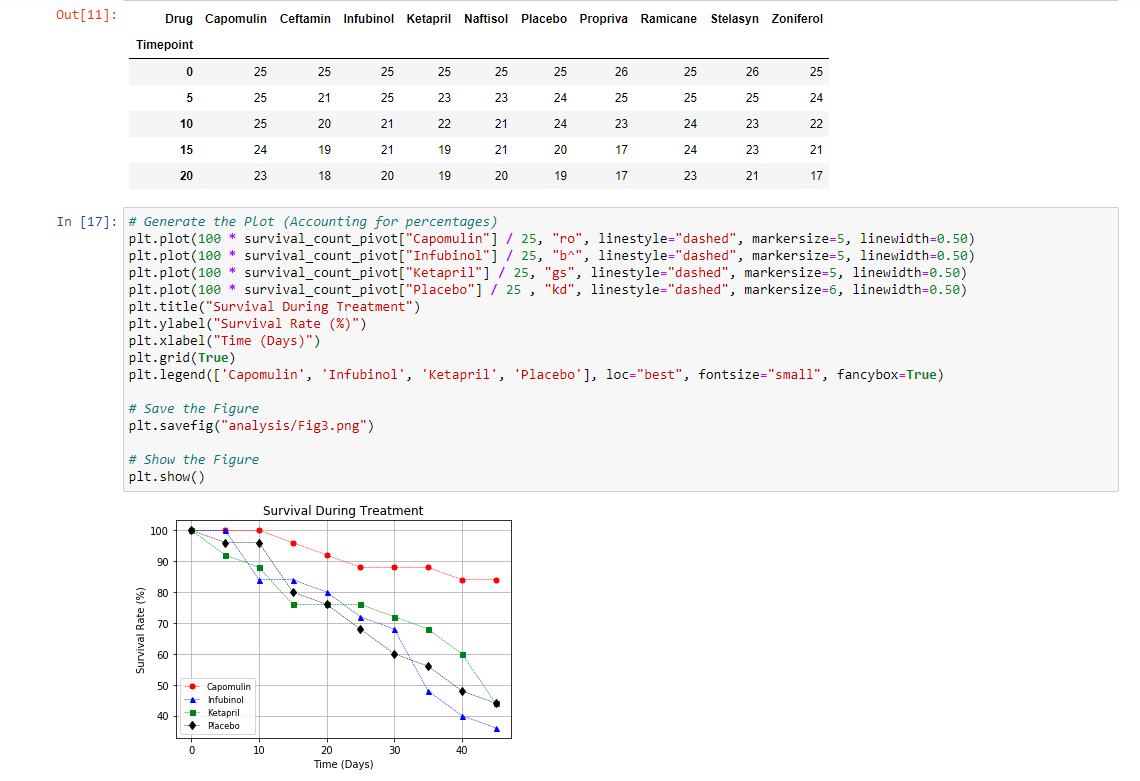 Out[11]:
Drug Capomulin Ceftamin Infubinol Ketapril Naftisol Placebo Propriva Ramicane Stelasyn Zoniferol
Timepoint
0 25 25 25 25 25 25 26 25 26 25
5 25 21 25 23 23 24 25 25 25 24
10 25 20 21 22 21 24 23 24 23 22
15 24 19 21 19 21 20 17 24 23 21
20 23 18 20 19 20 19 17 23 21 17
In [17]: # Generate the Plot (Accounting for percentages)
plt.plot(100 * survival_count_pivot["Capomulin"] / 25, "ro", linestyle="dashed", markersize=5, linewidth=0.50)
plt.plot(100 * survival_count_pivot["Infubinol"] / 25, "b^", linestyle="dashed", markersize=5, linewidth=0.50)
plt.plot(100 * survival_count_pivot["Ketapril"] / 25, "gs", linestyle="dashed", markersize=5, linewidth=0.50)
plt.plot(100 * survival_count_pivot["Placebo"] / 25 , "kd", linestyle="dashed", markersize=6, linewidth=0.50)
plt.title("Survival During Treatment")
plt.ylabel("Survival Rate (%)")
plt.xlabel("Time (Days)")
plt.grid(True)
plt.legend(['Capomulin', 'Infubinol', 'Ketapril', 'Placebo'], loc="best", fontsize="small", fancybox=True)
# Save the Figure
plt.savefig("analysis/Fig3.png")
# Show the Figure
plt.show()
Survival During Treatment
100
90
80
70
60
50
40
Survival Rate (%)
Capomulin
Infubinol
Ketapril
Placebo
0 10 20 30 40
Time (Days)